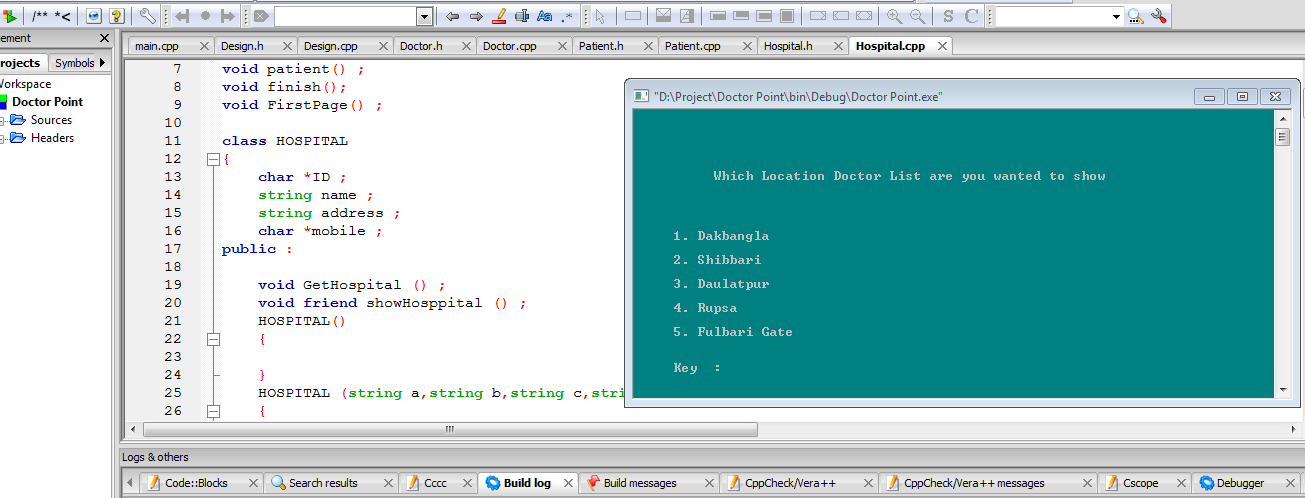 /** *<
ement
main.cpp Design.h Design.cpp Doctor.h Doctor.cpp Patient.h Patient.cpp Hospital.h Hospital.cpp
rojects Symbols
Workspace
Doctor Point
Sources
Headers
7 void patient() ;
8 void finish();
9 void FirstPage() ;
10
11 class HOSPITAL
12 {
13 char *ID ;
14 string name ;
15 string address ;
16 char *mobile ;
17 public :
18
19 void GetHospital () ;
20 void friend showHosppital () ;
21 HOSPITAL()
22 {
23
24 }
25 HOSPITAL (string a,string b,string c,stri
26 {
"D:\Project\Doctor Point\bin\Debug\Doctor Point.exe"
Which Location Doctor List are you wanted to show
1. Dakbangla
2. Shibbari
3. Daulatpur
4. Rupsa
5. Fulbari Gate
Key :
Logs & others
Code::Blocks Search results Cccc Build log Build messages CppCheck/Vera++ CppCheck/Vera++ messages Cscope Debugger